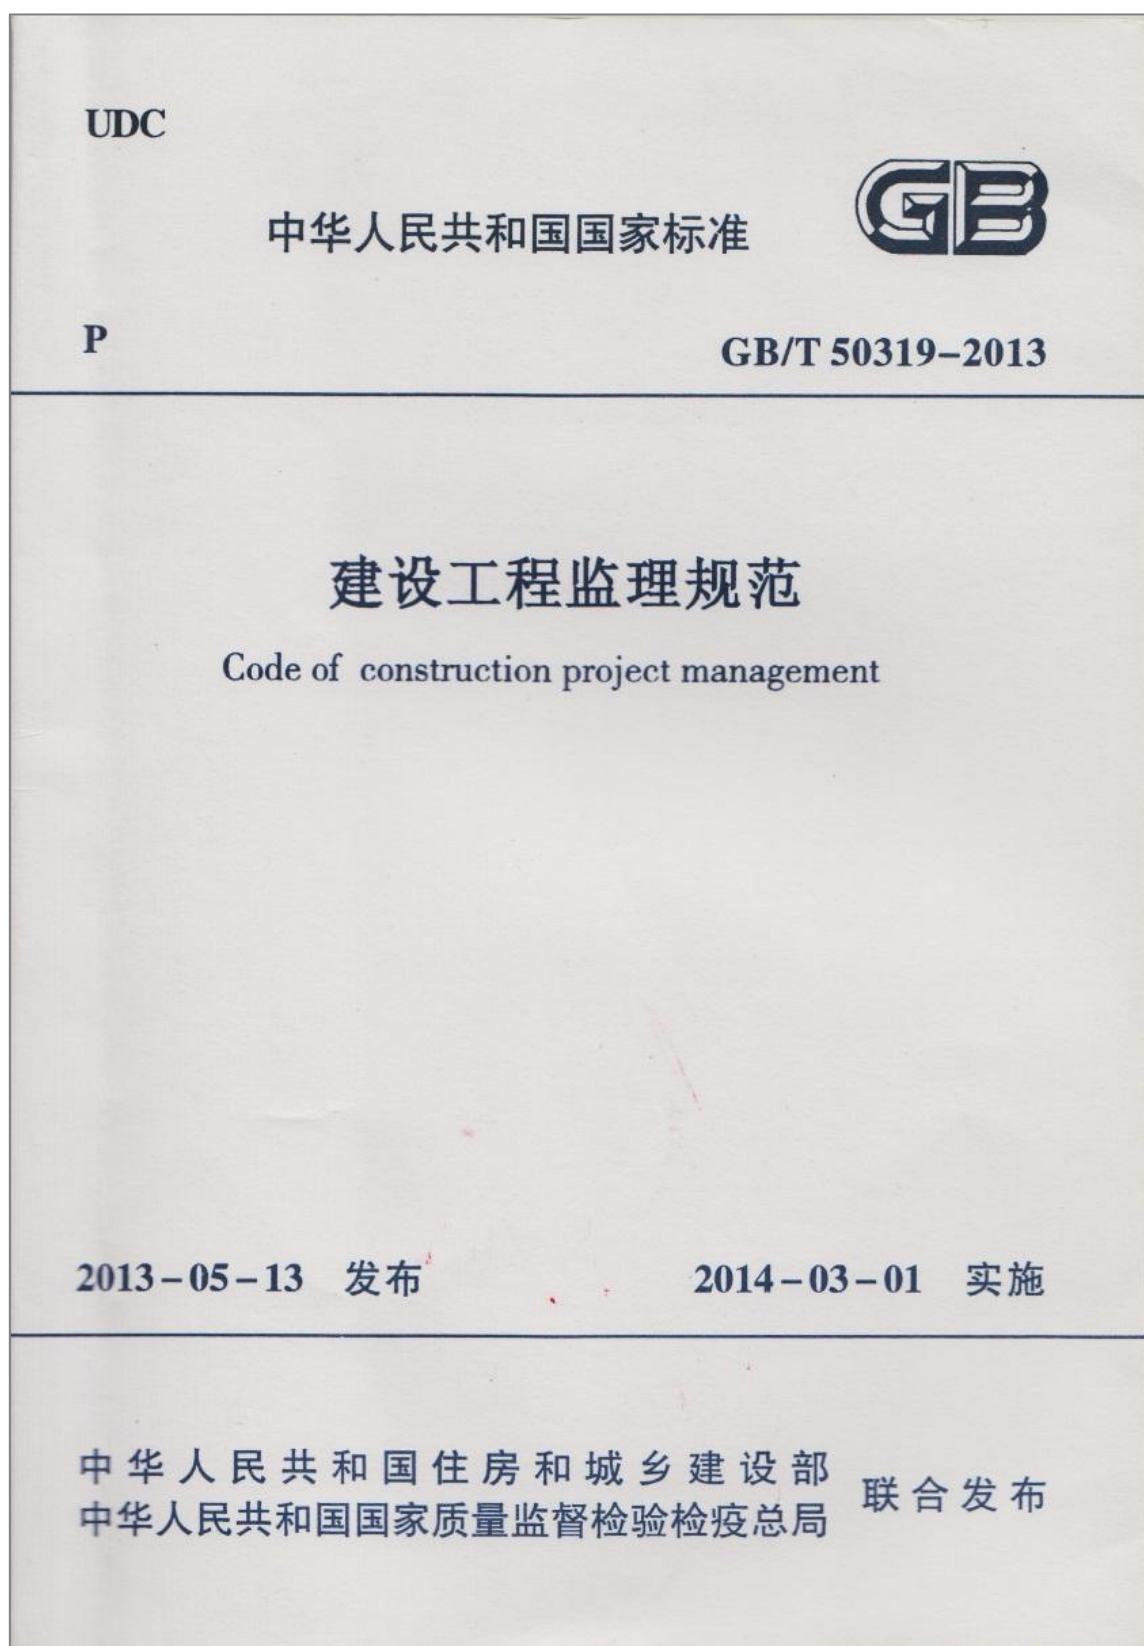 UDC
GB
中华人民共和国国家标准
P
GB/T 50319-2013
建设工程监理规范
Code of construction project management
2013-05-13 发布
2014-03-01 实施
中华人民共和国住房和城乡建设部
中华人民共和国国家质量监督检验检疫总局
联合发布